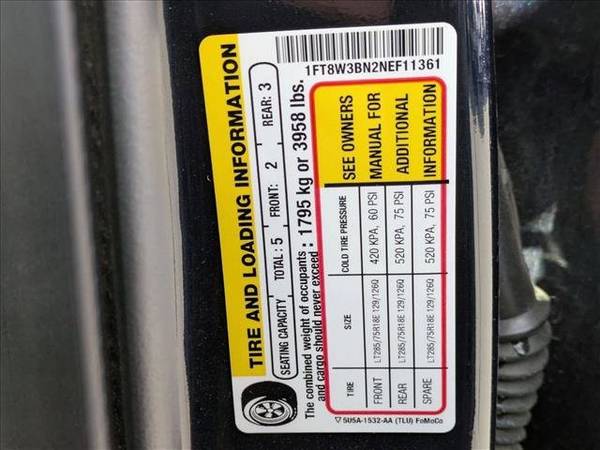 1FT8W3BN2NEF11361
TIRE AND LOADING INFORMATION
SEATING CAPACITY TOTAL: 5 FRONT: 2 REAR: 3
The combined weight of occupants
and cargo should never exceed : 1795 kg or 3958 lbs.
TIRE SIZE COLD TIRE PRESSURE
FRONT LT285/75R18E 129/126Q 420 KPA, 60 PSI
REAR LT285/75R18E 129/126Q 520 KPA, 75 PSI
SPARE LT285/75R18E 129/126Q 520 KPA, 75 PSI
SEE OWNERS
MANUAL FOR
ADDITIONAL
INFORMATION
5U5A-1532-AA (TLU) FoMoCo